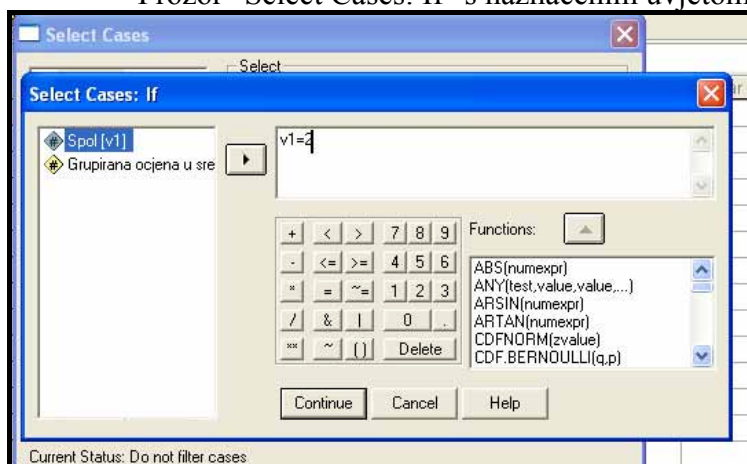 Prozor "Select Cases: If" s naznačenim uvjetom
Select Cases
Select
Select Cases: If
Spol [v1]
Grupirana ocjena u sre
v1=2
+ < > 7 8 9
- <= >= 4 5 6
* = ~= 1 2 3
/ & | 0 .
** ~ () Delete
Functions:
ABS(numexpr)
ANY(test,value,value,...)
ARSIN(numexpr)
ARTAN(numexpr)
CDFNORM(zvalue)
CDF.BERNOULLI(q,p)
Continue Cancel Help
Current Status: Do not filter cases